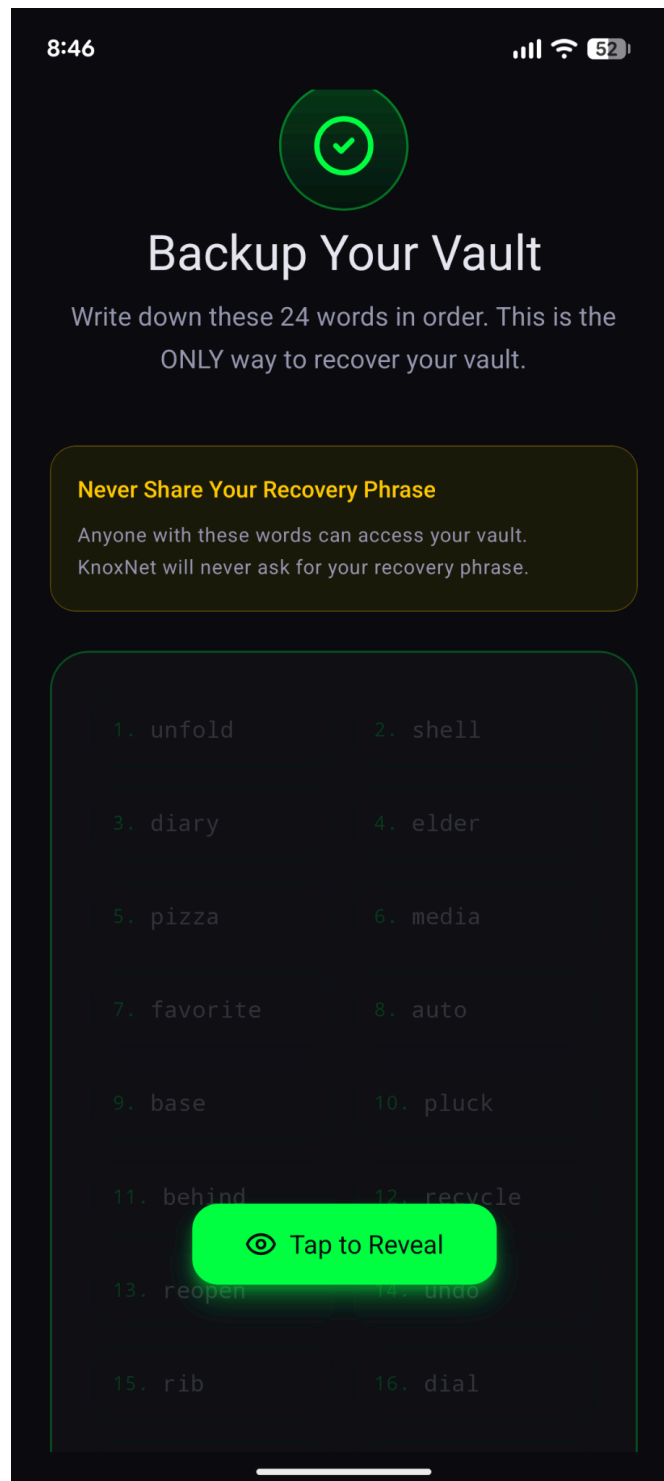 8:46
52
Backup Your Vault
Write down these 24 words in order. This is the
ONLY way to recover your vault.
Never Share Your Recovery Phrase
Anyone with these words can access your vault.
KnoxNet will never ask for your recovery phrase.
1. unfold 2. shell
3. diary 4. elder
5. pizza 6. media
7. favorite 8. auto
9. base 10. pluck
11. behind 12. recycle
Tap to Reveal
13. reopen 14. undo
15. rib 16. dial